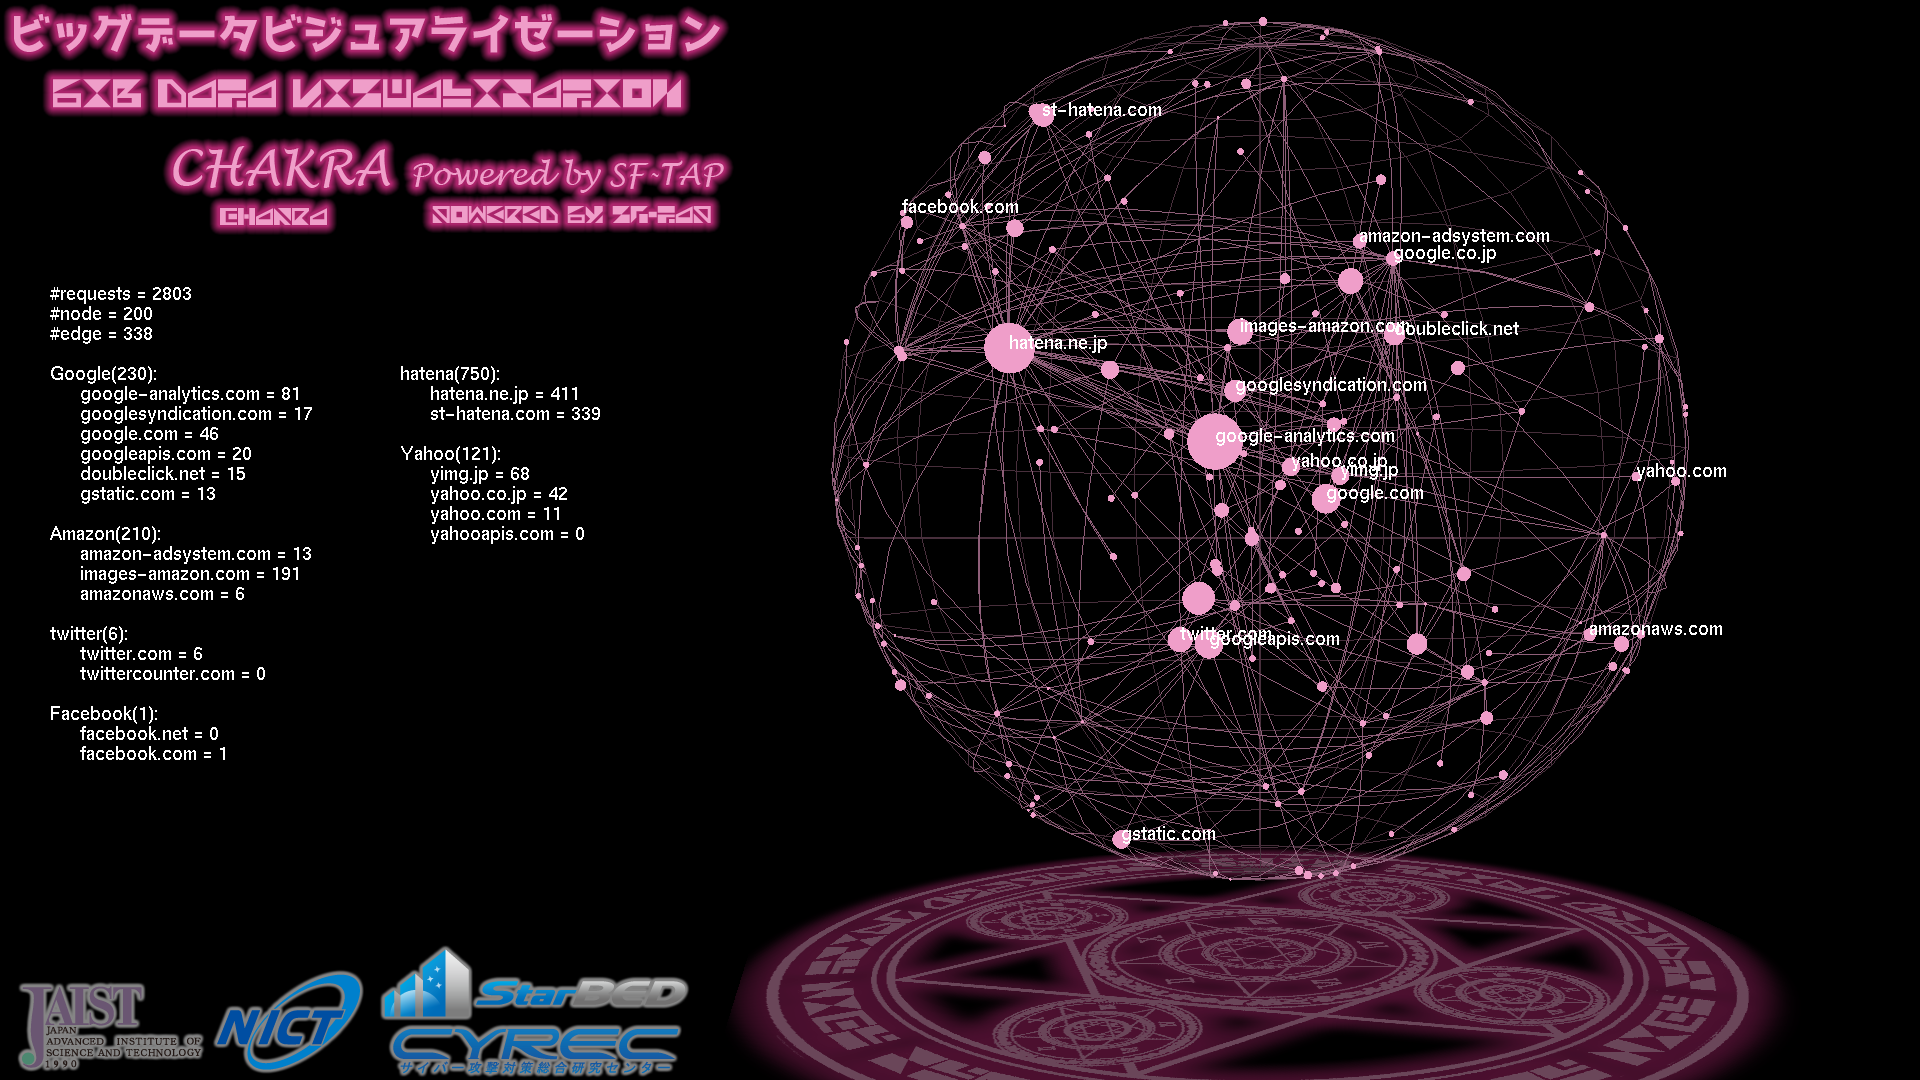 ビッグデータビジュアライゼーション
BIG DATA VISUALIZATION
CHAKRA Powered by SF-TAP
CHAKRA POWERED BY SF-TAP
#requests = 2803
#node = 200
#edge = 338
Google(230):
google-analytics.com = 81
googlesyndication.com = 17
google.com = 46
googleapis.com = 20
doubleclick.net = 15
gstatic.com = 13
Amazon(210):
amazon-adsystem.com = 13
images-amazon.com = 191
amazonaws.com = 6
twitter(6):
twitter.com = 6
twittercounter.com = 0
Facebook(1):
facebook.net = 0
facebook.com = 1
hatena(750):
hatena.ne.jp = 411
st-hatena.com = 339
Yahoo(121):
yimg.jp = 68
yahoo.co.jp = 42
yahoo.com = 11
yahooapis.com = 0
st-hatena.com
facebook.com
amazon-adsystem.com
google.co.jp
images-amazon.com
doubleclick.net
hatena.ne.jp
googlesyndication.com
google-analytics.com
yahoo.co.jp
yimg.jp
yahoo.com
google.com
amazonaws.com
twitter.com
googleapis.com
gstatic.com
JAIST
JAPAN
ADVANCED INSTITUTE OF
SCIENCE AND TECHNOLOGY
1990
NICT
StarBED
CYREC
サイバー攻撃対策総合研究センター